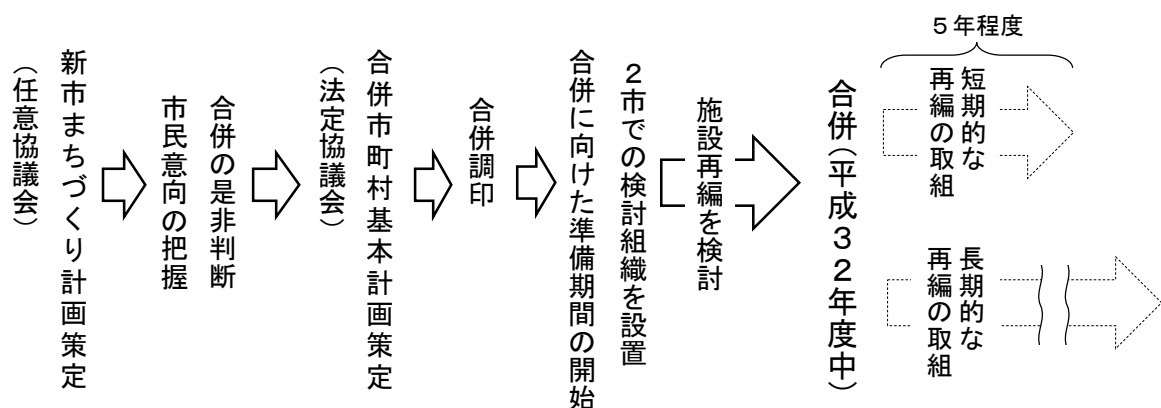 新市まちづくり計画策定
（任意協議会）
合併の是非判断
市民意向の把握
合併市町村基本計画策定
（法定協議会）
合併調印
２市での検討組織を設置
合併に向けた準備期間の開始
施設再編を検討
合併（平成３２年度中）
５年程度
短期的な
再編の取組
長期的な
再編の取組